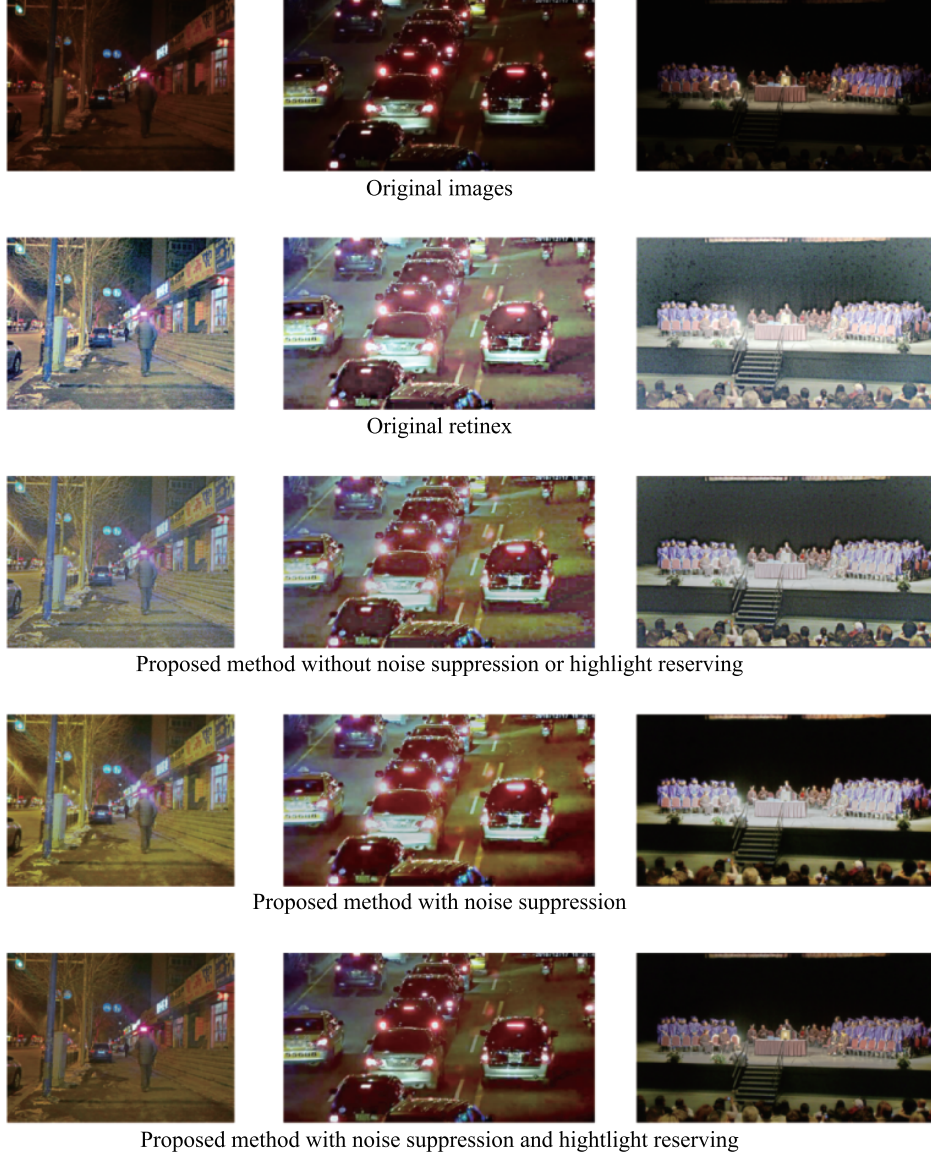 Original images
Original retinex
Proposed method without noise suppression or highlight reserving
Proposed method with noise suppression
Proposed method with noise suppression and hightlight reserving